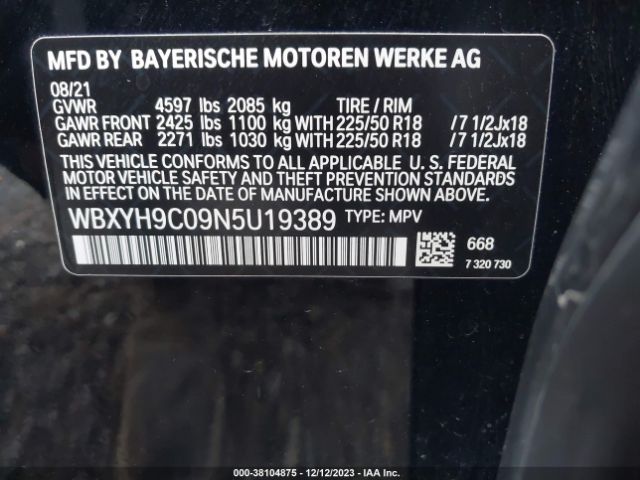 MFD BY BAYERISCHE MOTOREN WERKE AG
08/21
GVWR 4597 lbs 2085 kg TIRE / RIM
GAWR FRONT 2425 lbs 1100 kg WITH 225/50 R18 /7 1/2Jx18
GAWR REAR 2271 lbs 1030 kg WITH 225/50 R18 /7 1/2Jx18
THIS VEHICLE CONFORMS TO ALL APPLICABLE U. S. FEDERAL
MOTOR VEHICLE SAFETY, BUMPER, AND THEFT PREVENTION
STANDARDS IN EFFECT ON THE DATE OF MANUFACTURE SHOWN ABOVE.
WBXYH9C09N5U19389 TYPE: MPV
668
7 320 730
000-38104875 - 12/12/2023 - IAA Inc.